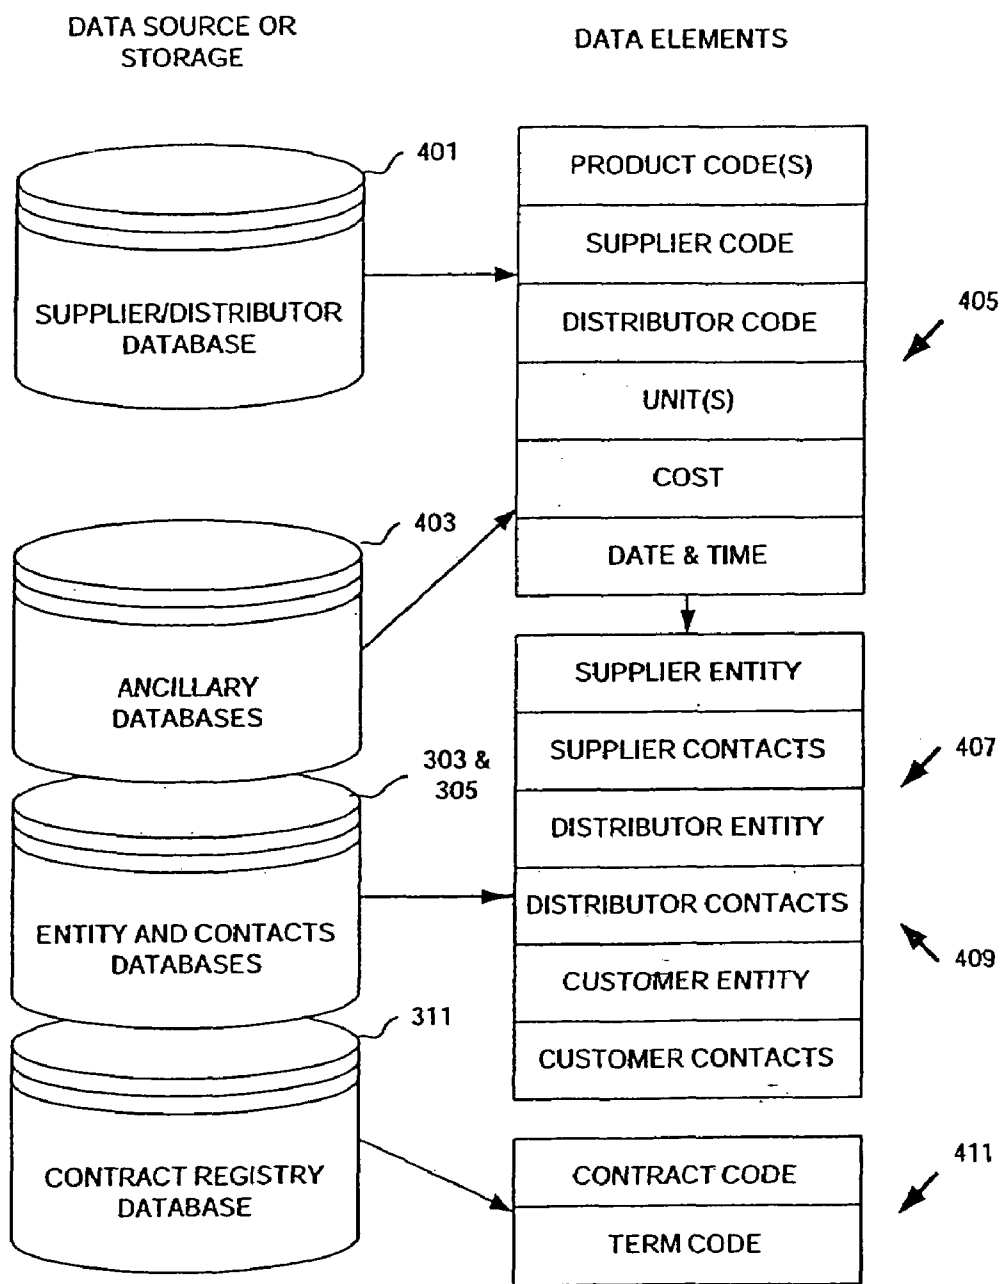 DATA SOURCE OR
STORAGE
DATA ELEMENTS
401
SUPPLIER/DISTRIBUTOR
DATABASE
PRODUCT CODE(S)
SUPPLIER CODE
DISTRIBUTOR CODE
UNIT(S)
COST
DATE & TIME
405
403
ANCILLARY
DATABASES
303 &
305
ENTITY AND CONTACTS
DATABASES
SUPPLIER ENTITY
SUPPLIER CONTACTS
DISTRIBUTOR ENTITY
DISTRIBUTOR CONTACTS
CUSTOMER ENTITY
CUSTOMER CONTACTS
407
409
311
CONTRACT REGISTRY
DATABASE
CONTRACT CODE
TERM CODE
411